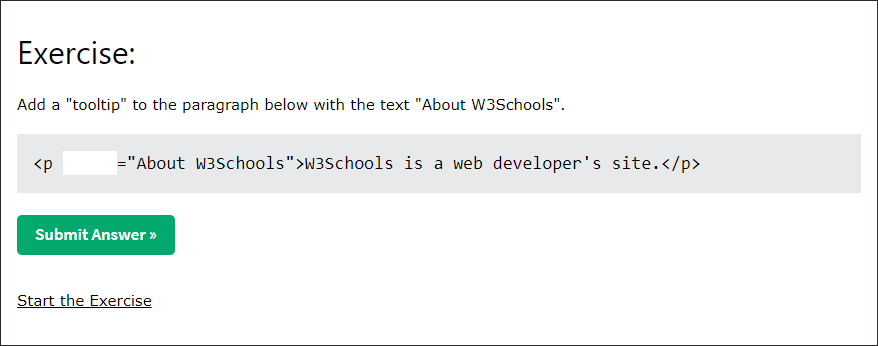 Exercise:
Add a "tooltip" to the paragraph below with the text "About W3Schools".
<p ="About W3Schools">W3Schools is a web developer's site.</p>
Submit Answer »
Start the Exercise